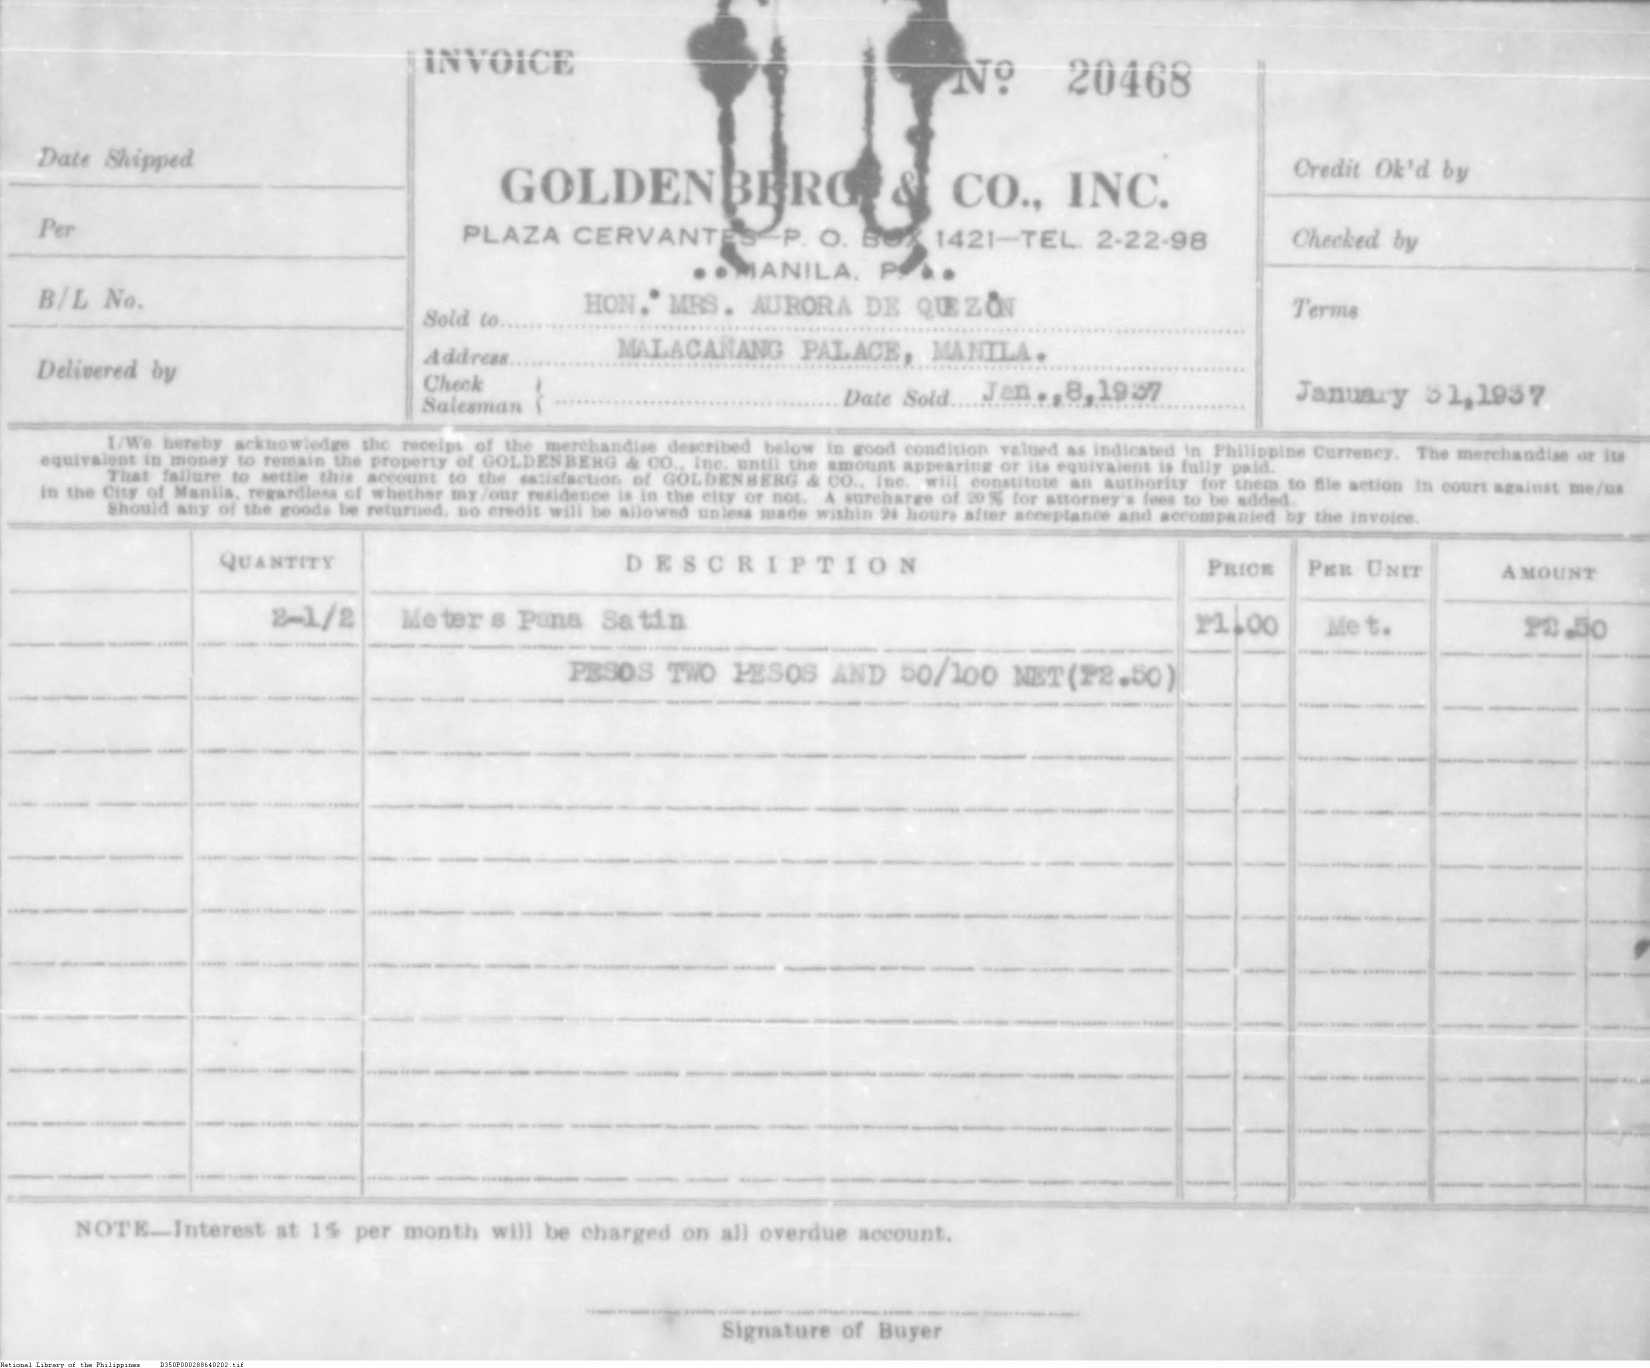 INVOICE
Nº 20468
GOLDENBERG & CO., INC.
PLAZA CERVANTES—P. O. BOX 1421—TEL. 2-22-98
MANILA, P.
Date Shipped
Per
B/L No.
Delivered by
Sold to HON. MRS. AURORA DE QUEZON
Address MALACAÑANG PALACE, MANILA.
Check
Salesman
Date Sold Jan.,8,1937
Credit Ok'd by
Checked by
Terms
January 31,1937
I/We hereby acknowledge the receipt of the merchandise described below in good condition valued as indicated in Philippine Currency. The merchandise or its
equivalent in money to remain the property of GOLDENBERG & CO., Inc. until the amount appearing or its equivalent is fully paid.
That failure to settle this account to the satisfaction of GOLDENBERG & CO., Inc. will constitute an authority for them to file action in court against me/us
in the City of Manila, regardless of whether my/our residence is in the city or not. A surcharge of 20% for attorney's fees to be added.
Should any of the goods be returned, no credit will be allowed unless made within 24 hours after acceptance and accompanied by the invoice.
QUANTITY DESCRIPTION PRICE PER UNIT AMOUNT
2-1/2 Meters Puna Satin ₱1.00 Met. ₱2.50
PESOS TWO PESOS AND 50/100 NET(₱2.50)
NOTE—Interest at 1% per month will be charged on all overdue account.
Signature of Buyer
National Library of the Philippines D350P000288640202.tif